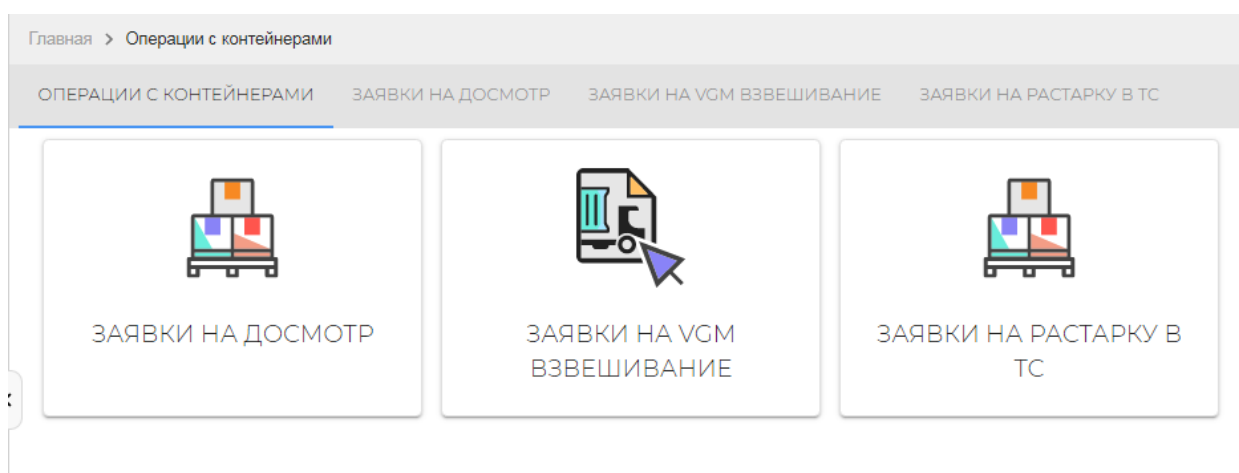 Главная > Операции с контейнерами
ОПЕРАЦИИ С КОНТЕЙНЕРАМИ ЗАЯВКИ НА ДОСМОТР ЗАЯВКИ НА VGM ВЗВЕШИВАНИЕ ЗАЯВКИ НА РАСТАРКУ В ТС
ЗАЯВКИ НА ДОСМОТР
ЗАЯВКИ НА VGM
ВЗВЕШИВАНИЕ
ЗАЯВКИ НА РАСТАРКУ В
ТС